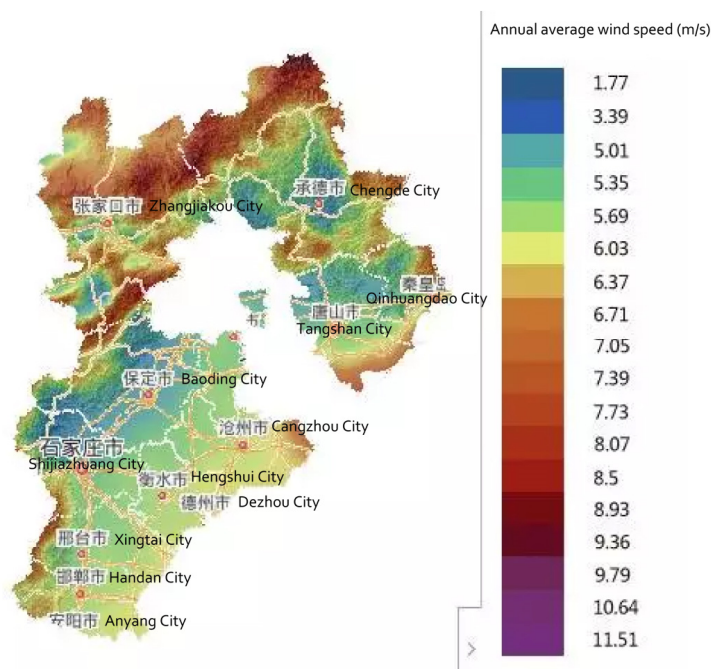 Annual average wind speed (m/s)
1.77
3.39
5.01
5.35
5.69
6.03
6.37
6.71
7.05
7.39
7.73
8.07
8.5
8.93
9.36
9.79
10.64
11.51
承德市 Chengde City
张家口市 Zhangjiakou City
秦皇岛
Qinhuangdao City
唐山市
Tangshan City
保定市 Baoding City
沧州市 Cangzhou City
石家庄市
Shijiazhuang City
衡水市 Hengshui City
德州市 Dezhou City
邢台市 Xingtai City
邯郸市 Handan City
安阳市 Anyang City